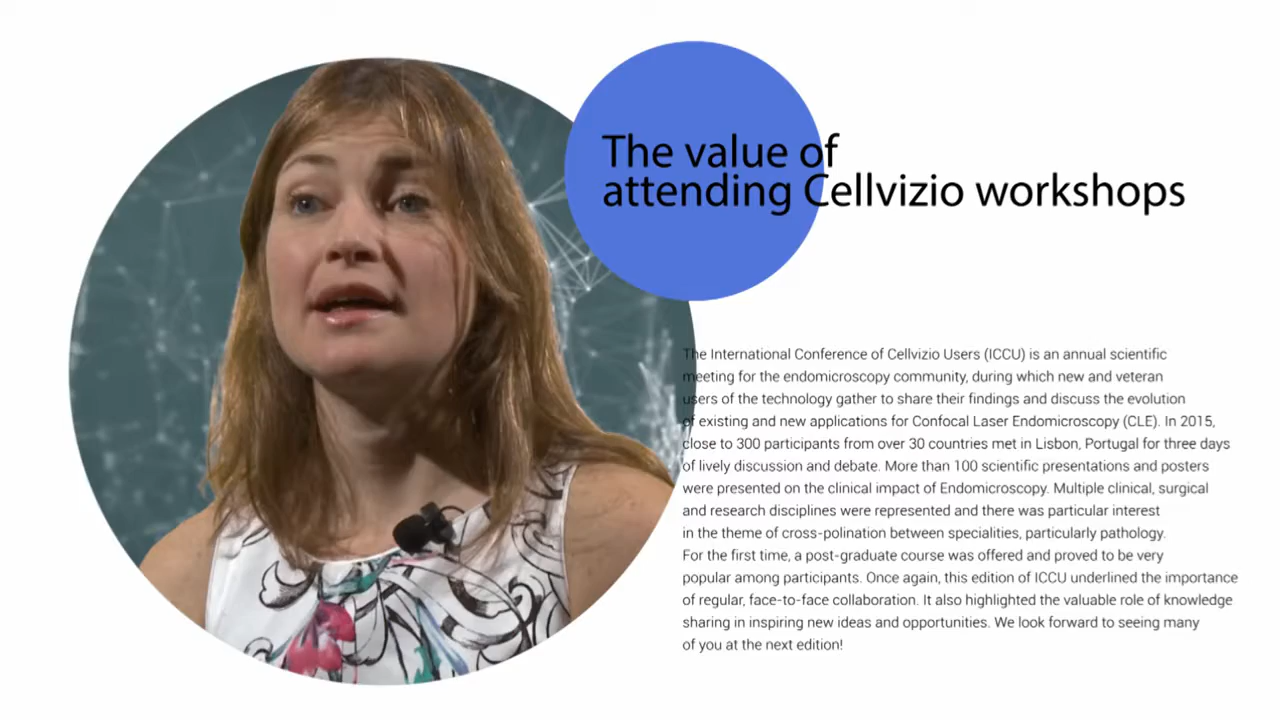 The value of
attending Cellvizio workshops
The International Conference of Cellvizio Users (ICCU) is an annual scientific
meeting for the endomicroscopy community, during which new and veteran
users of the technology gather to share their findings and discuss the evolution
of existing and new applications for Confocal Laser Endomicroscopy (CLE). In 2015,
close to 300 participants from over 30 countries met in Lisbon, Portugal for three days
of lively discussion and debate. More than 100 scientific presentations and posters
were presented on the clinical impact of Endomicroscopy. Multiple clinical, surgical
and research disciplines were represented and there was particular interest
in the theme of cross-polination between specialities, particularly pathology.
For the first time, a post-graduate course was offered and proved to be very
popular among participants. Once again, this edition of ICCU underlined the importance
of regular, face-to-face collaboration. It also highlighted the valuable role of knowledge
sharing in inspiring new ideas and opportunities. We look forward to seeing many
of you at the next edition!